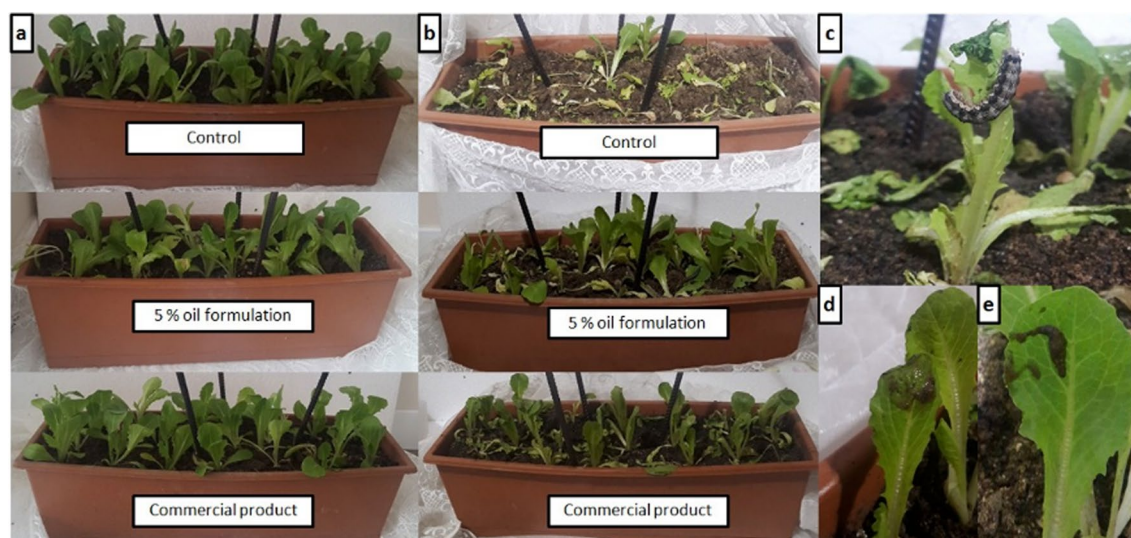 a
Control
5 % oil formulation
Commercial product
b
Control
5 % oil formulation
Commercial product
c
d
e